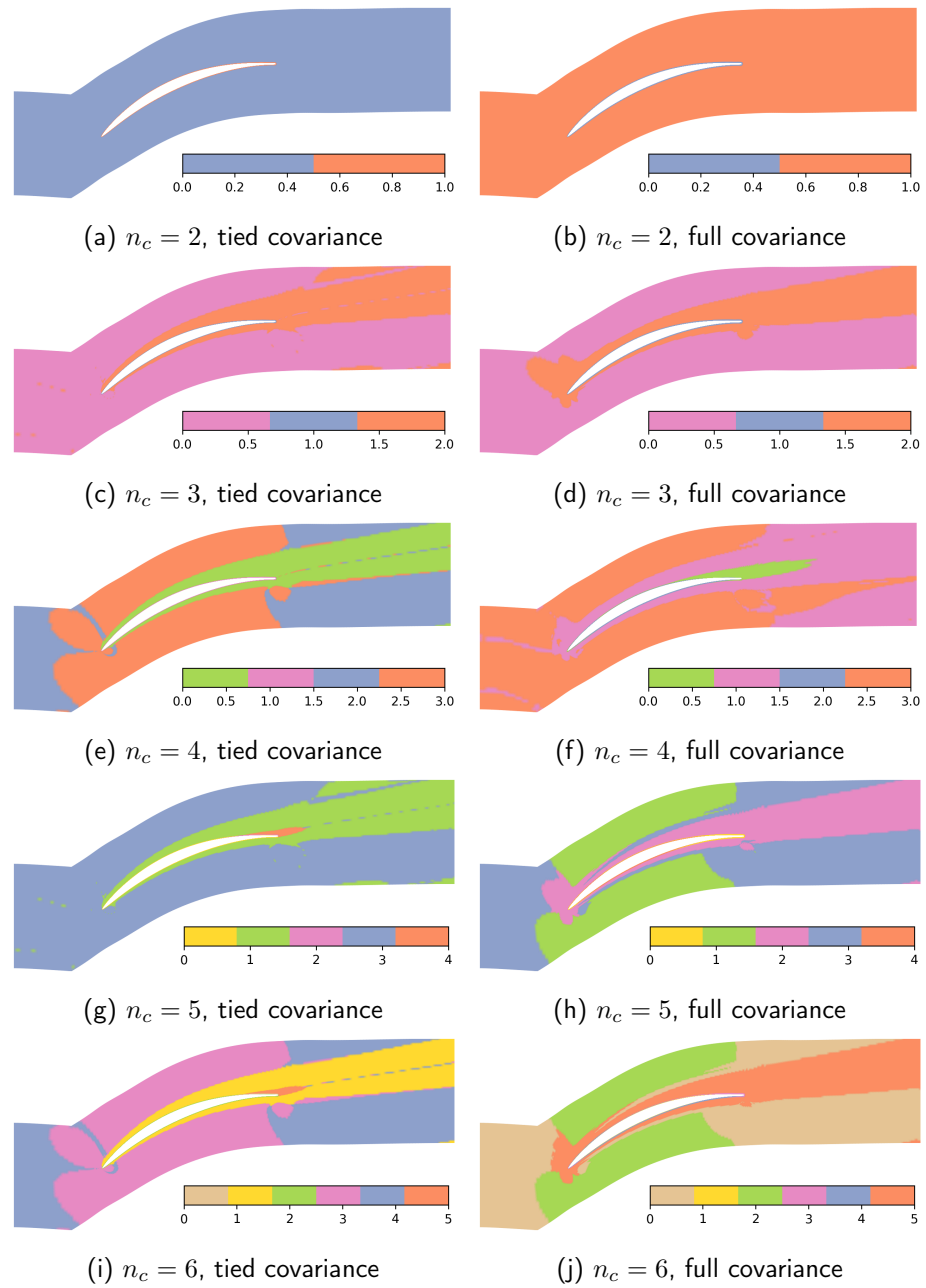 0.0 0.2 0.4 0.6 0.8 1.0
0.0 0.2 0.4 0.6 0.8 1.0
(a) n_c = 2, tied covariance
(b) n_c = 2, full covariance
0.0 0.5 1.0 1.5 2.0
0.0 0.5 1.0 1.5 2.0
(c) n_c = 3, tied covariance
(d) n_c = 3, full covariance
0.0 0.5 1.0 1.5 2.0 2.5 3.0
0.0 0.5 1.0 1.5 2.0 2.5 3.0
(e) n_c = 4, tied covariance
(f) n_c = 4, full covariance
0 1 2 3 4
0 1 2 3 4
(g) n_c = 5, tied covariance
(h) n_c = 5, full covariance
0 1 2 3 4 5
0 1 2 3 4 5
(i) n_c = 6, tied covariance
(j) n_c = 6, full covariance